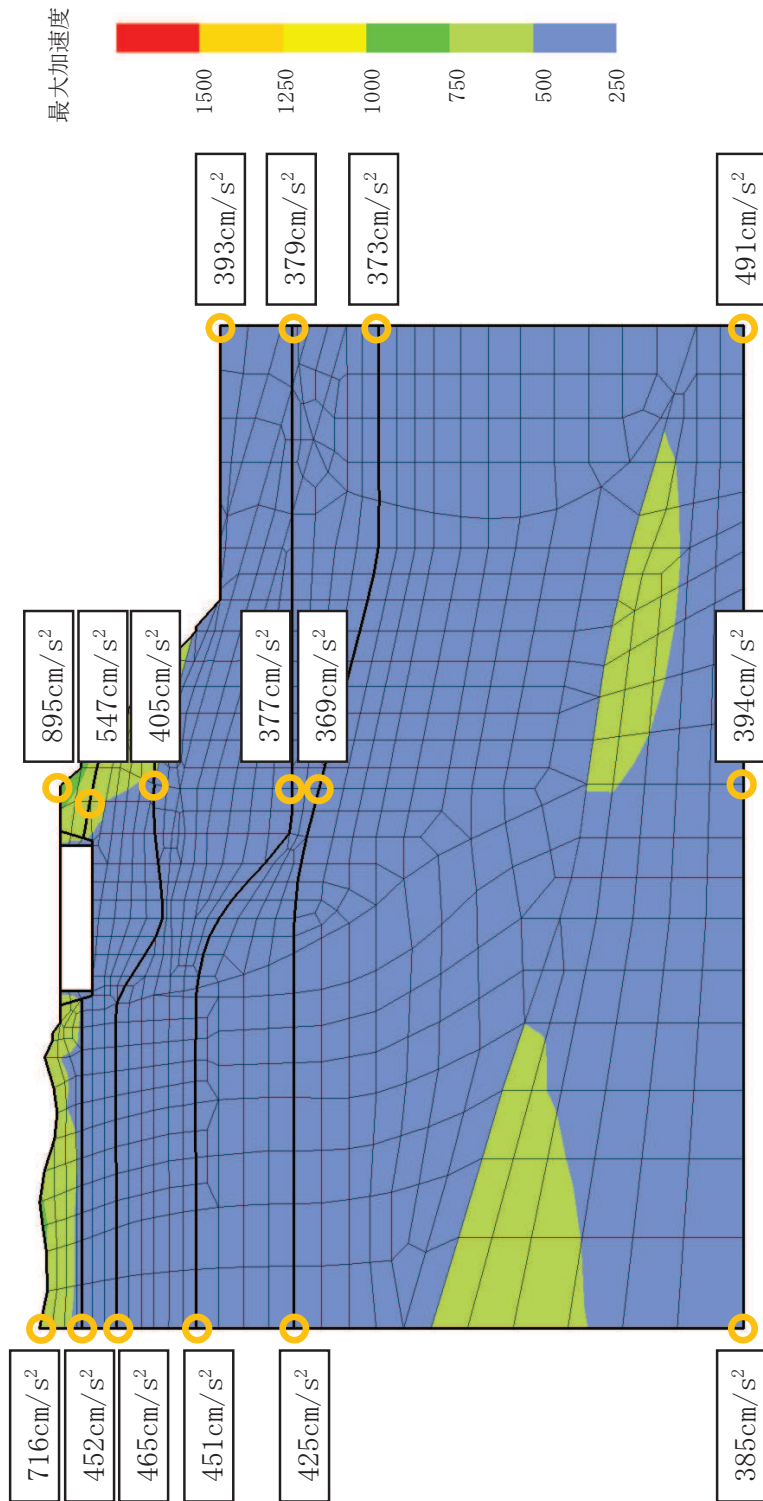 最大加速度
1500
1250
1000
750
500
250
393cm/s²
379cm/s²
373cm/s²
491cm/s²
895cm/s²
547cm/s²
405cm/s²
377cm/s²
369cm/s²
394cm/s²
716cm/s²
452cm/s²
465cm/s²
451cm/s²
425cm/s²
385cm/s²